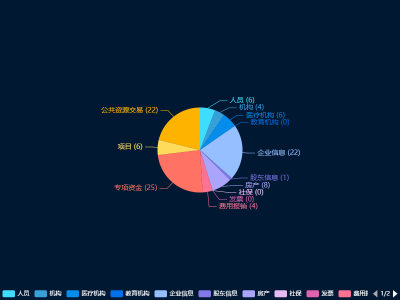 人员 (6)
机构 (4)
医疗机构 (6)
教育机构 (0)
企业信息 (22)
股东信息 (1)
房产 (8)
社保 (0)
发票 (0)
费用报销 (4)
专项资金 (25)
项目 (6)
公共资源交易 (22)
人员 机构 医疗机构 教育机构 企业信息 股东信息 房产 社保 发票 费用 1/2